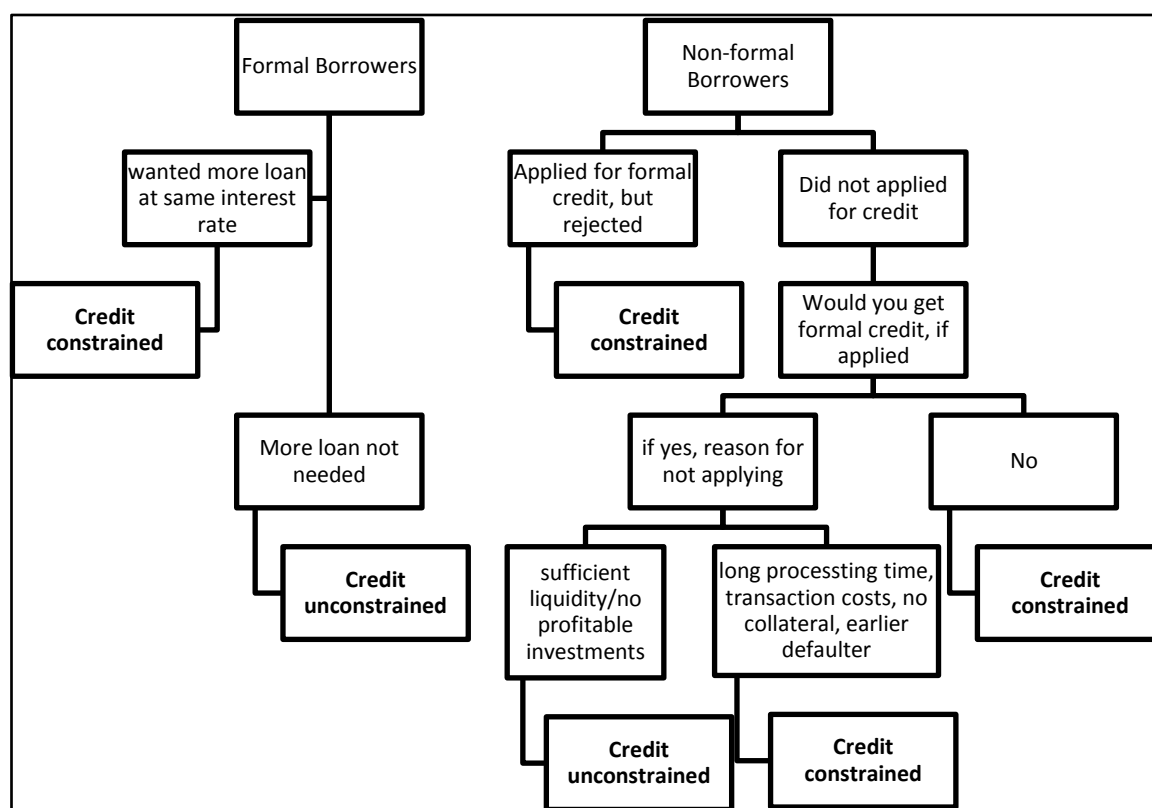 Formal Borrowers
Non-formal
Borrowers
wanted more loan
at same interest
rate
Applied for formal
credit, but
rejected
Did not applied
for credit
Credit
constrained
Credit
constrained
Would you get
formal credit, if
applied
More loan not
needed
if yes, reason for
not applying
No
Credit
unconstrained
sufficient
liquidity/no
profitable
investments
long processting time,
transaction costs, no
collateral, earlier
defaulter
Credit
constrained
Credit
unconstrained
Credit
constrained